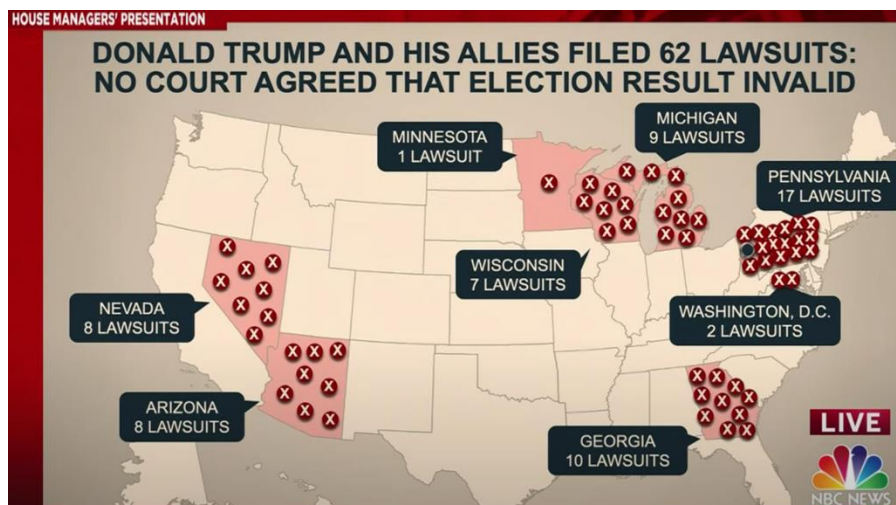 HOUSE MANAGERS' PRESENTATION
DONALD TRUMP AND HIS ALLIES FILED 62 LAWSUITS:
NO COURT AGREED THAT ELECTION RESULT INVALID
MINNESOTA
1 LAWSUIT
MICHIGAN
9 LAWSUITS
PENNSYLVANIA
17 LAWSUITS
WISCONSIN
7 LAWSUITS
NEVADA
8 LAWSUITS
WASHINGTON, D.C.
2 LAWSUITS
ARIZONA
8 LAWSUITS
GEORGIA
10 LAWSUITS
LIVE
NBC NEWS